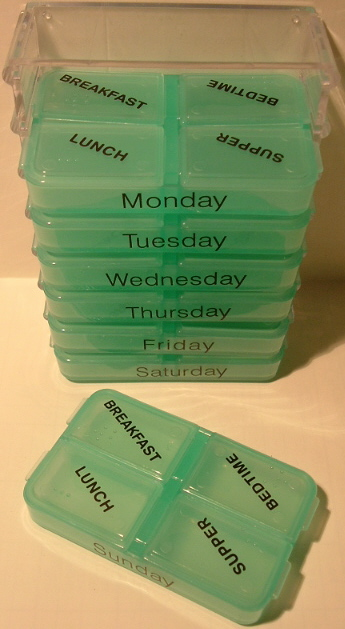 BREAKFAST
BEDTIME
LUNCH
SUPPER
Monday
Tuesday
Wednesday
Thursday
Friday
Saturday
BREAKFAST
BEDTIME
LUNCH
SUPPER
Sunday